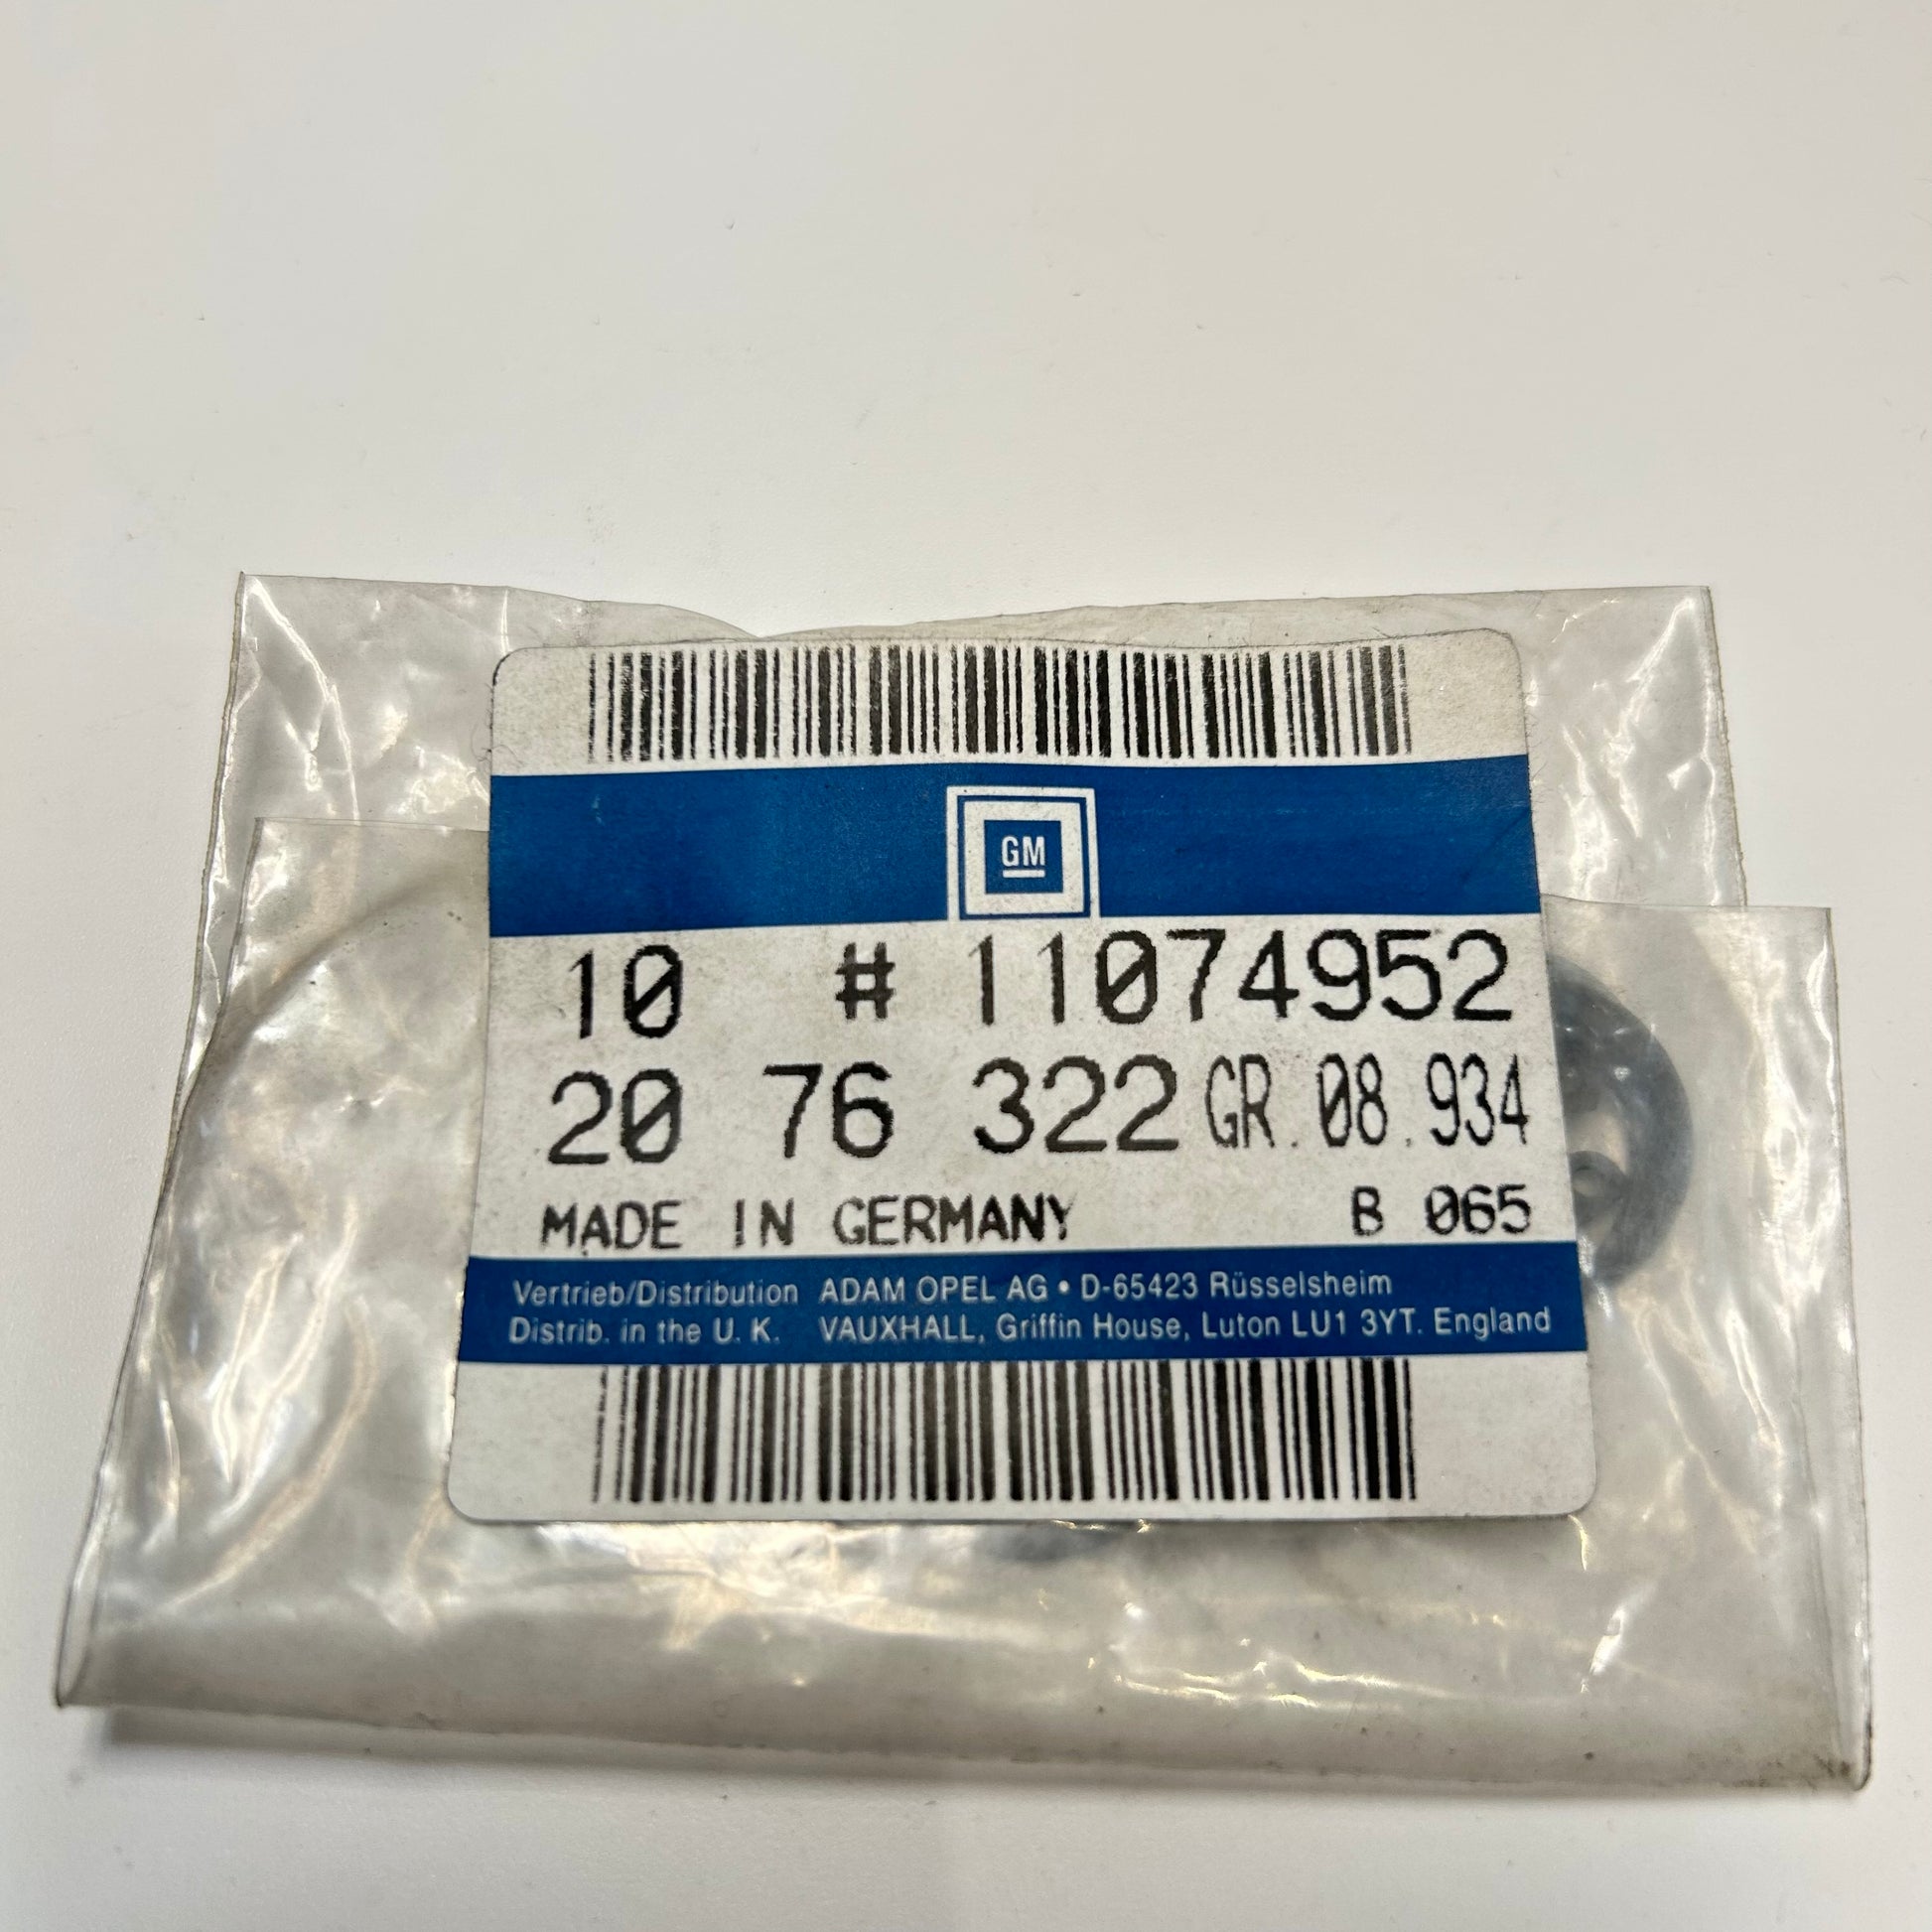 GM
10 # 11074952
20 76 322 GR. 08.934
MADE IN GERMANY B 065
Vertrieb/Distribution ADAM OPEL AG • D-65423 Rüsselsheim
Distrib. in the U. K. VAUXHALL, Griffin House, Luton LU1 3YT. England